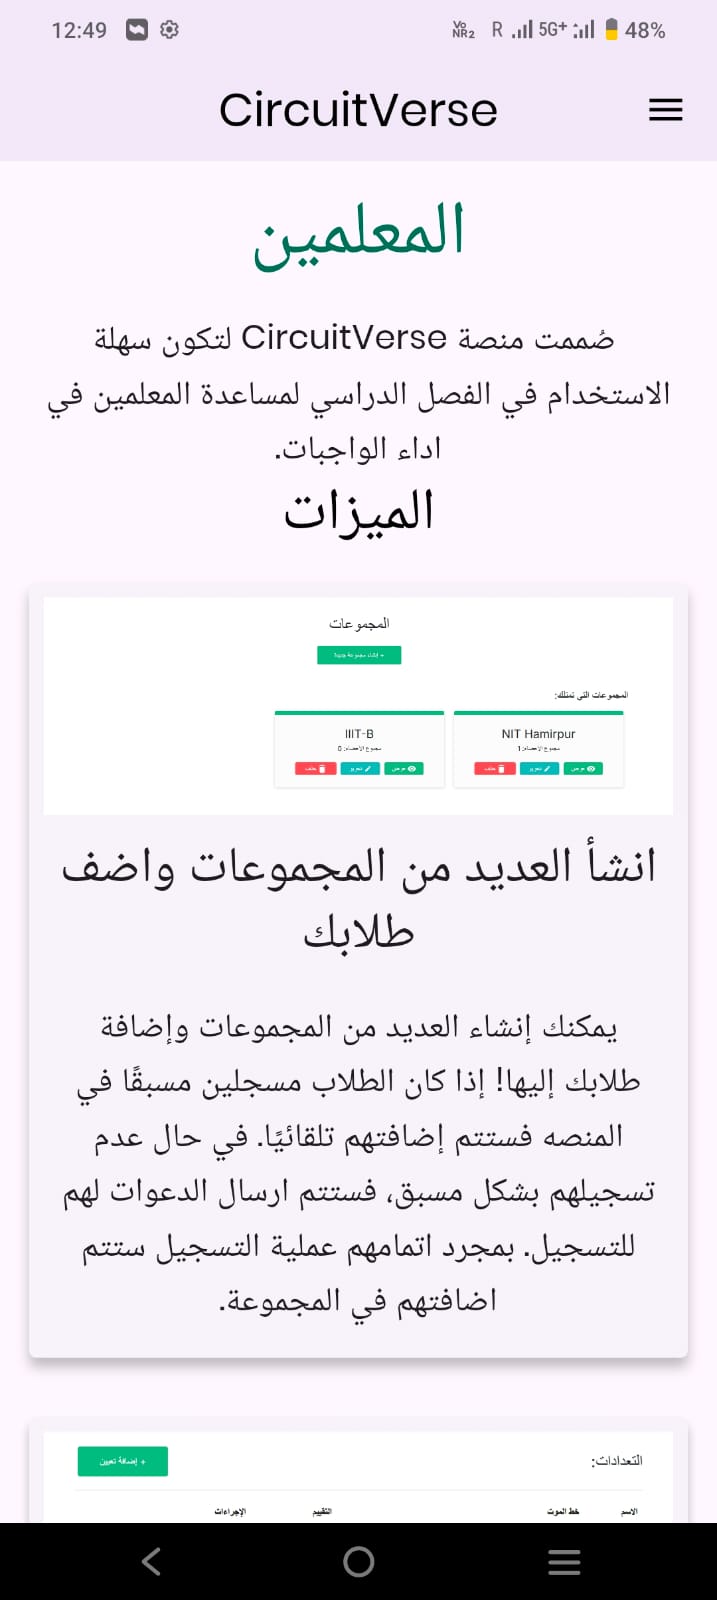 12:49
Vo NR2 R 5G+ 48%
CircuitVerse
المعلمين
صُممت منصة CircuitVerse لتكون سهلة
الاستخدام في الفصل الدراسي لمساعدة المعلمين في
اداء الواجبات.
الميزات
المجموعات
+ إنشاء مجموعة جديدة
المجموعات التي تمتلك:
NIT Hamirpur
مجموع الأعضاء: 1
عرض تحرير حذف
IIIT-B
مجموع الأعضاء: 0
عرض تحرير حذف
انشأ العديد من المجموعات واضف
طلابك
يمكنك إنشاء العديد من المجموعات وإضافة
طلابك إليها! إذا كان الطلاب مسجلين مسبقًا في
المنصه فستتم إضافتهم تلقائيًا. في حال عدم
تسجيلهم بشكل مسبق، فستتم ارسال الدعوات لهم
للتسجيل. بمجرد اتمامهم عملية التسجيل ستتم
اضافتهم في المجموعة.
التعدادات:
+ إضافة تعيين
الاسم خط الموت التقييم الإجراءات